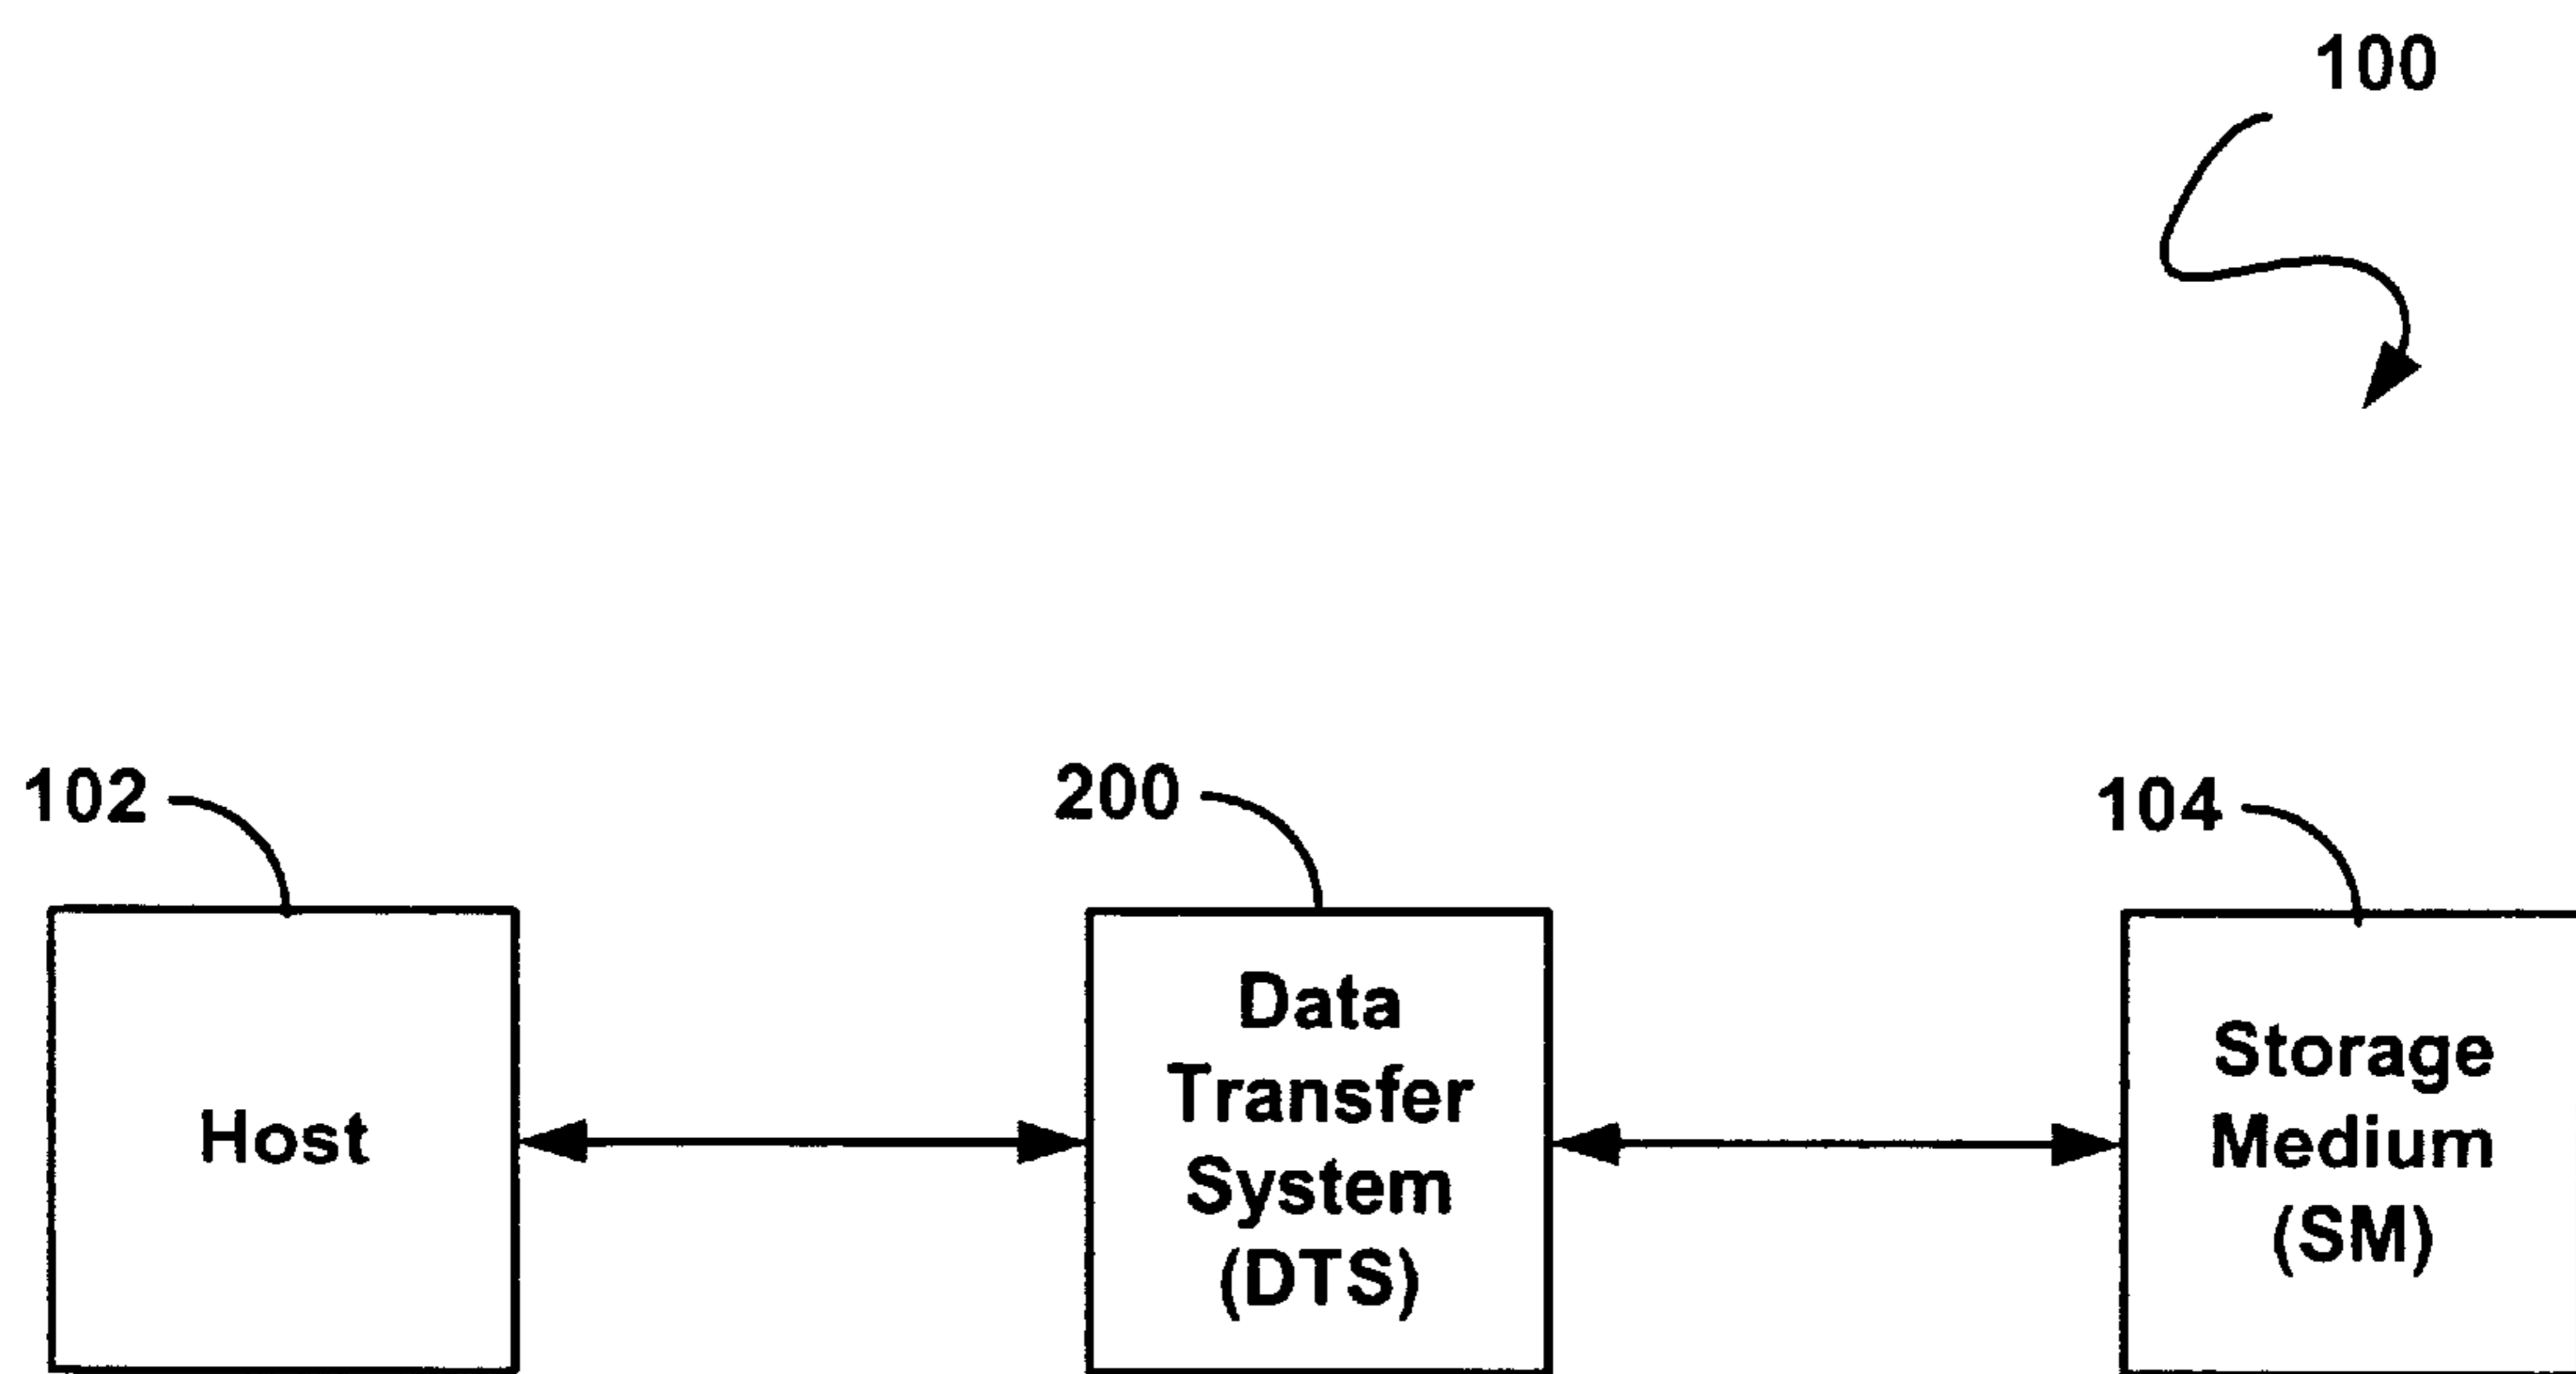 100
102
200
104
Host
Data
Transfer
System
(DTS)
Storage
Medium
(SM)